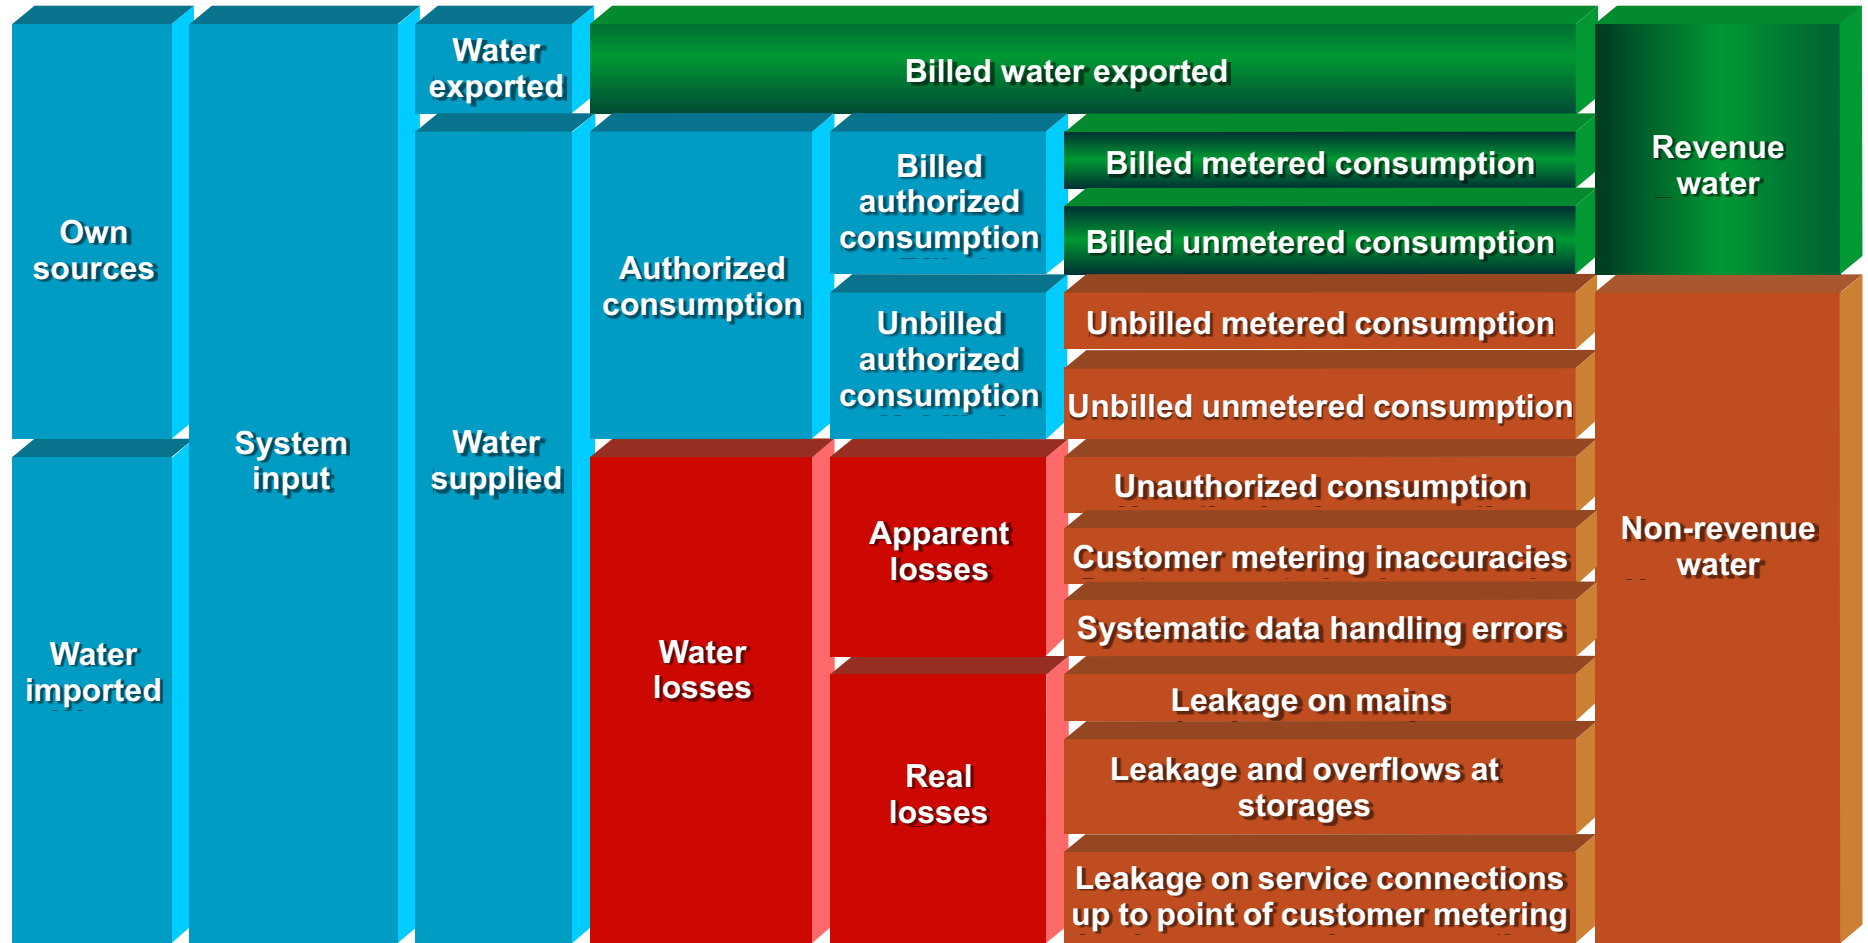 Own
sources
Water
imported
System
input
Water
exported
Water
supplied
Billed water exported
Authorized
consumption
Water
losses
Billed
authorized
consumption
Unbilled
authorized
consumption
Apparent
losses
Real
losses
Billed metered consumption
Billed unmetered consumption
Unbilled metered consumption
Unbilled unmetered consumption
Unauthorized consumption
Customer metering inaccuracies
Systematic data handling errors
Leakage on mains
Leakage and overflows at
storages
Leakage on service connections
up to point of customer metering
Revenue
water
Non-revenue
water